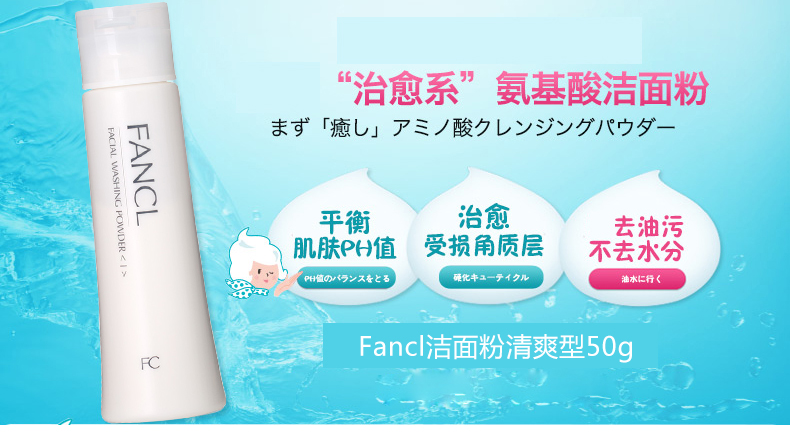 “治愈系”氨基酸洁面粉
まず「癒し」アミノ酸クレンジングパウダー
FANCL
FACIAL WASHING POWDER < I >
FC
平衡
肌肤PH值
PH値のバランスをとる
治愈
受损角质层
硬化キューティクル
去油污
不去水分
油水に行く
Fancl洁面粉清爽型50g